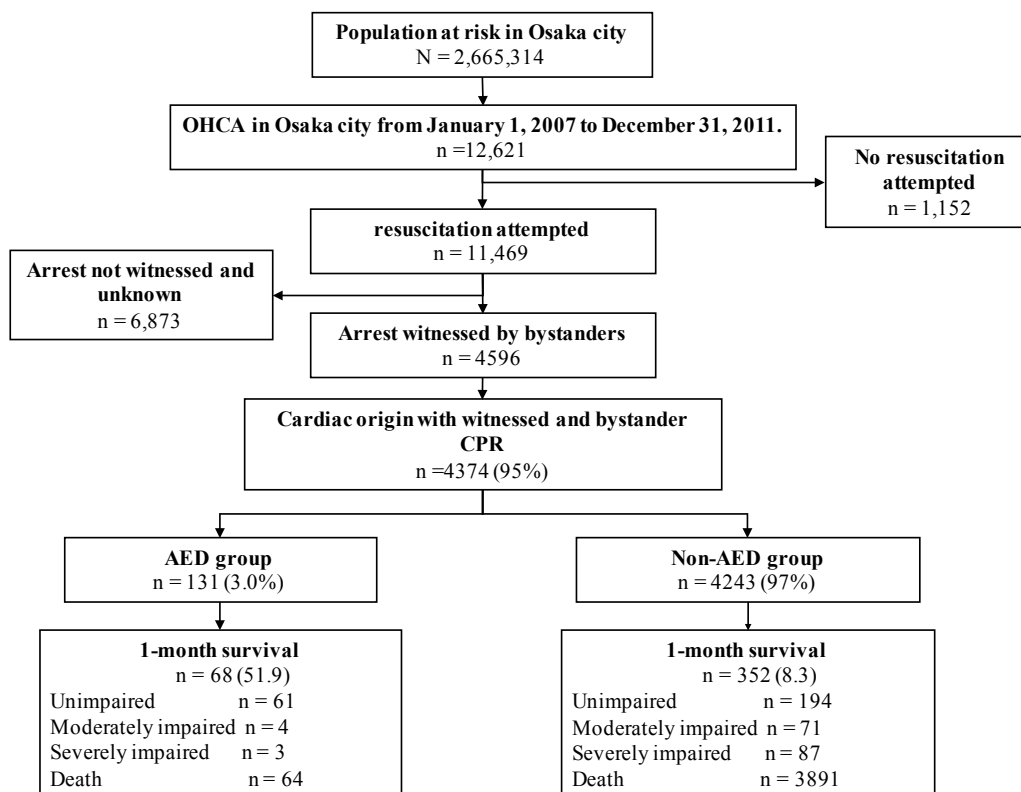 Population at risk in Osaka city
N = 2,665,314
OHCA in Osaka city from January 1, 2007 to December 31, 2011.
n =12,621
No resuscitation
attempted
n = 1,152
resuscitation attempted
n = 11,469
Arrest not witnessed and
unknown
n = 6,873
Arrest witnessed by bystanders
n = 4596
Cardiac origin with witnessed and bystander
CPR
n =4374 (95%)
AED group
n = 131 (3.0%)
Non-AED group
n = 4243 (97%)
1-month survival
n = 68 (51.9)
Unimpaired n = 61
Moderately impaired n = 4
Severely impaired n = 3
Death n = 64
1-month survival
n = 352 (8.3)
Unimpaired n = 194
Moderately impaired n = 71
Severely impaired n = 87
Death n = 3891